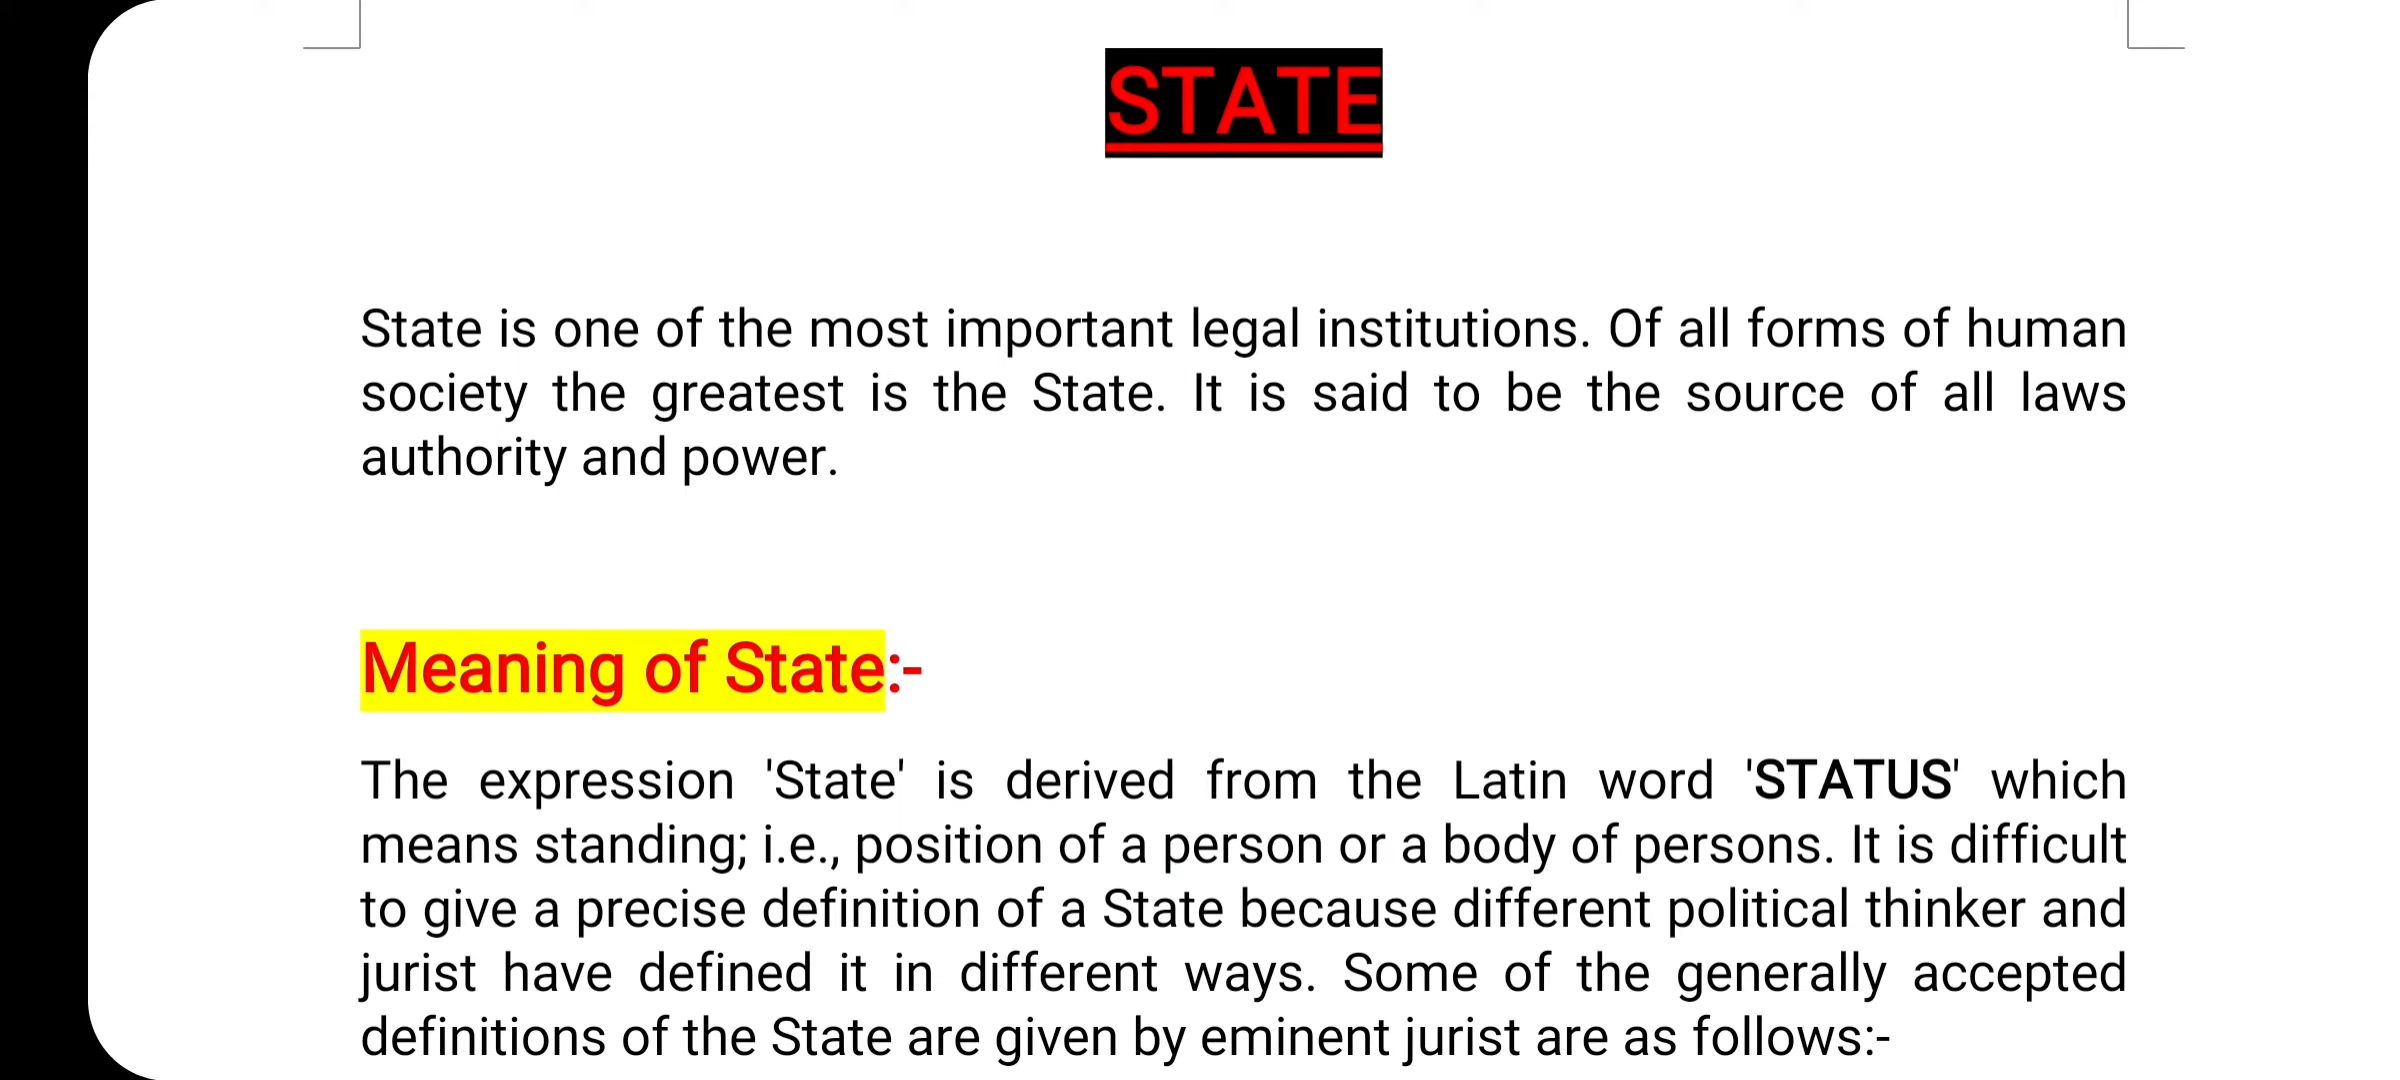 STATE
State is one of the most important legal institutions. Of all forms of human
society the greatest is the State. It is said to be the source of all laws
authority and power.
Meaning of State:-
The expression 'State' is derived from the Latin word 'STATUS' which
means standing; i.e., position of a person or a body of persons. It is difficult
to give a precise definition of a State because different political thinker and
jurist have defined it in different ways. Some of the generally accepted
definitions of the State are given by eminent jurist are as follows:-